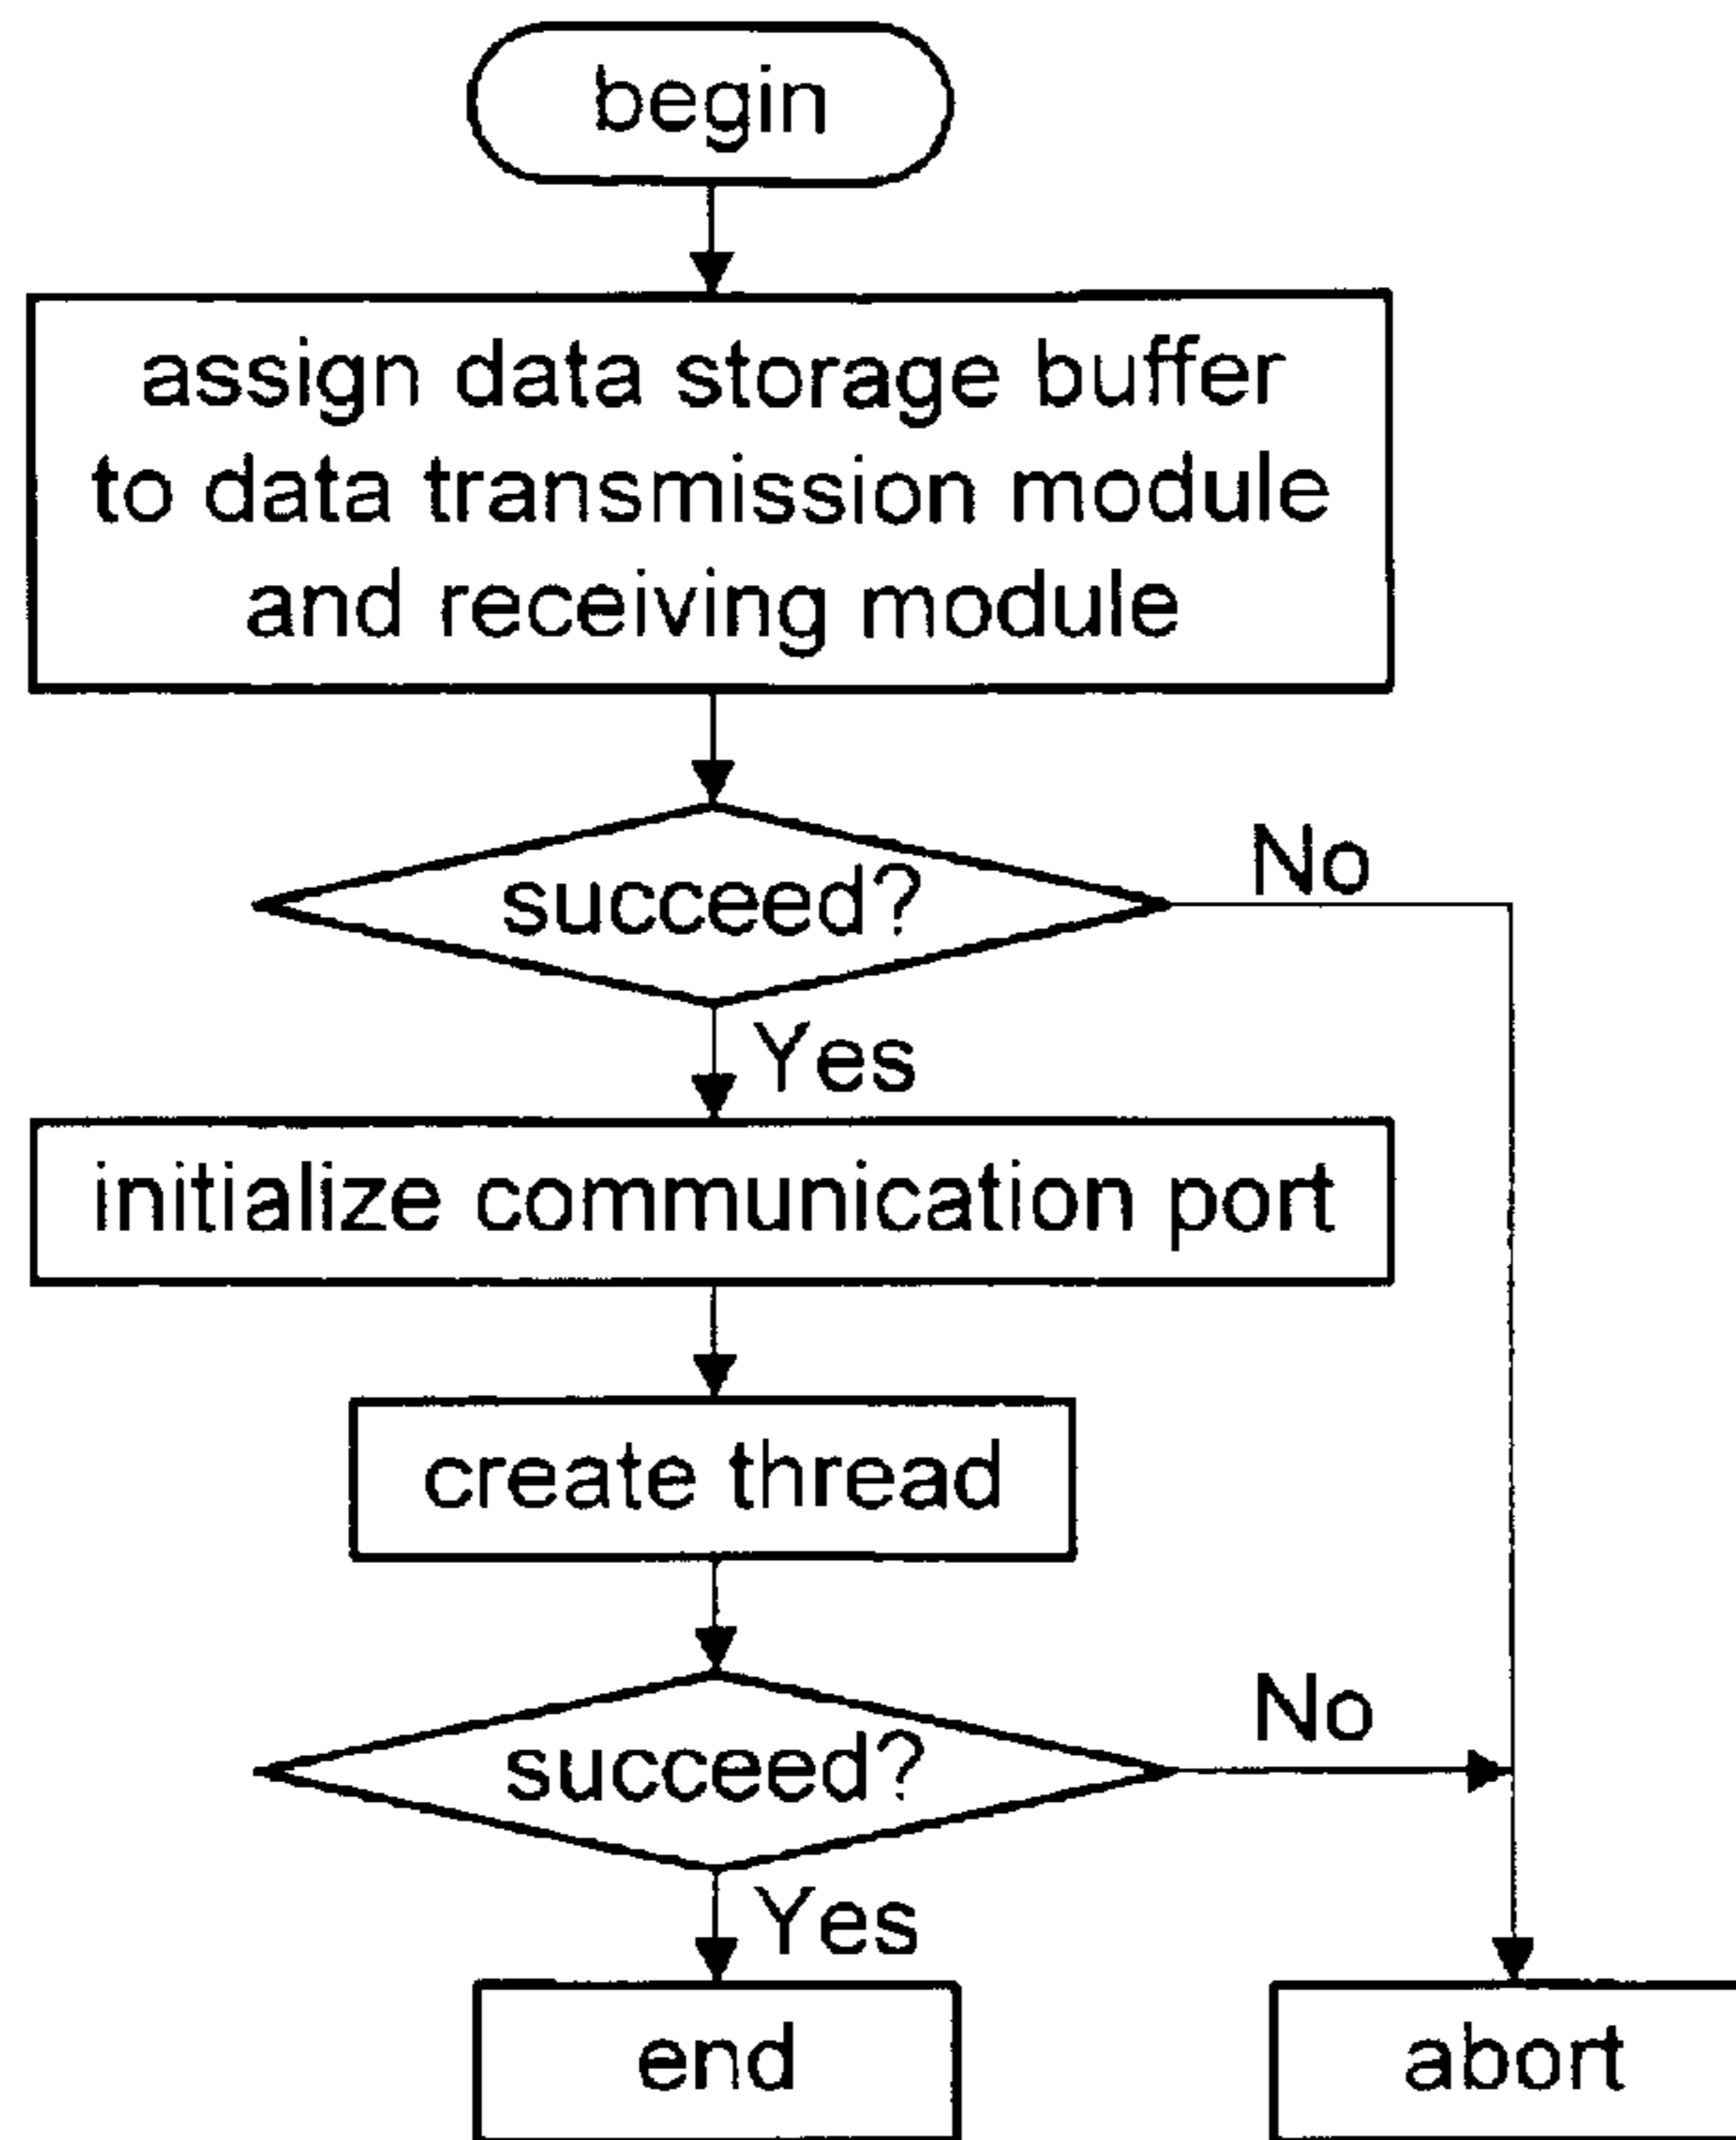 begin
assign data storage buffer
to data transmission module
and receiving module
succeed?
No
Yes
initialize communication port
create thread
succeed?
No
Yes
end
abort